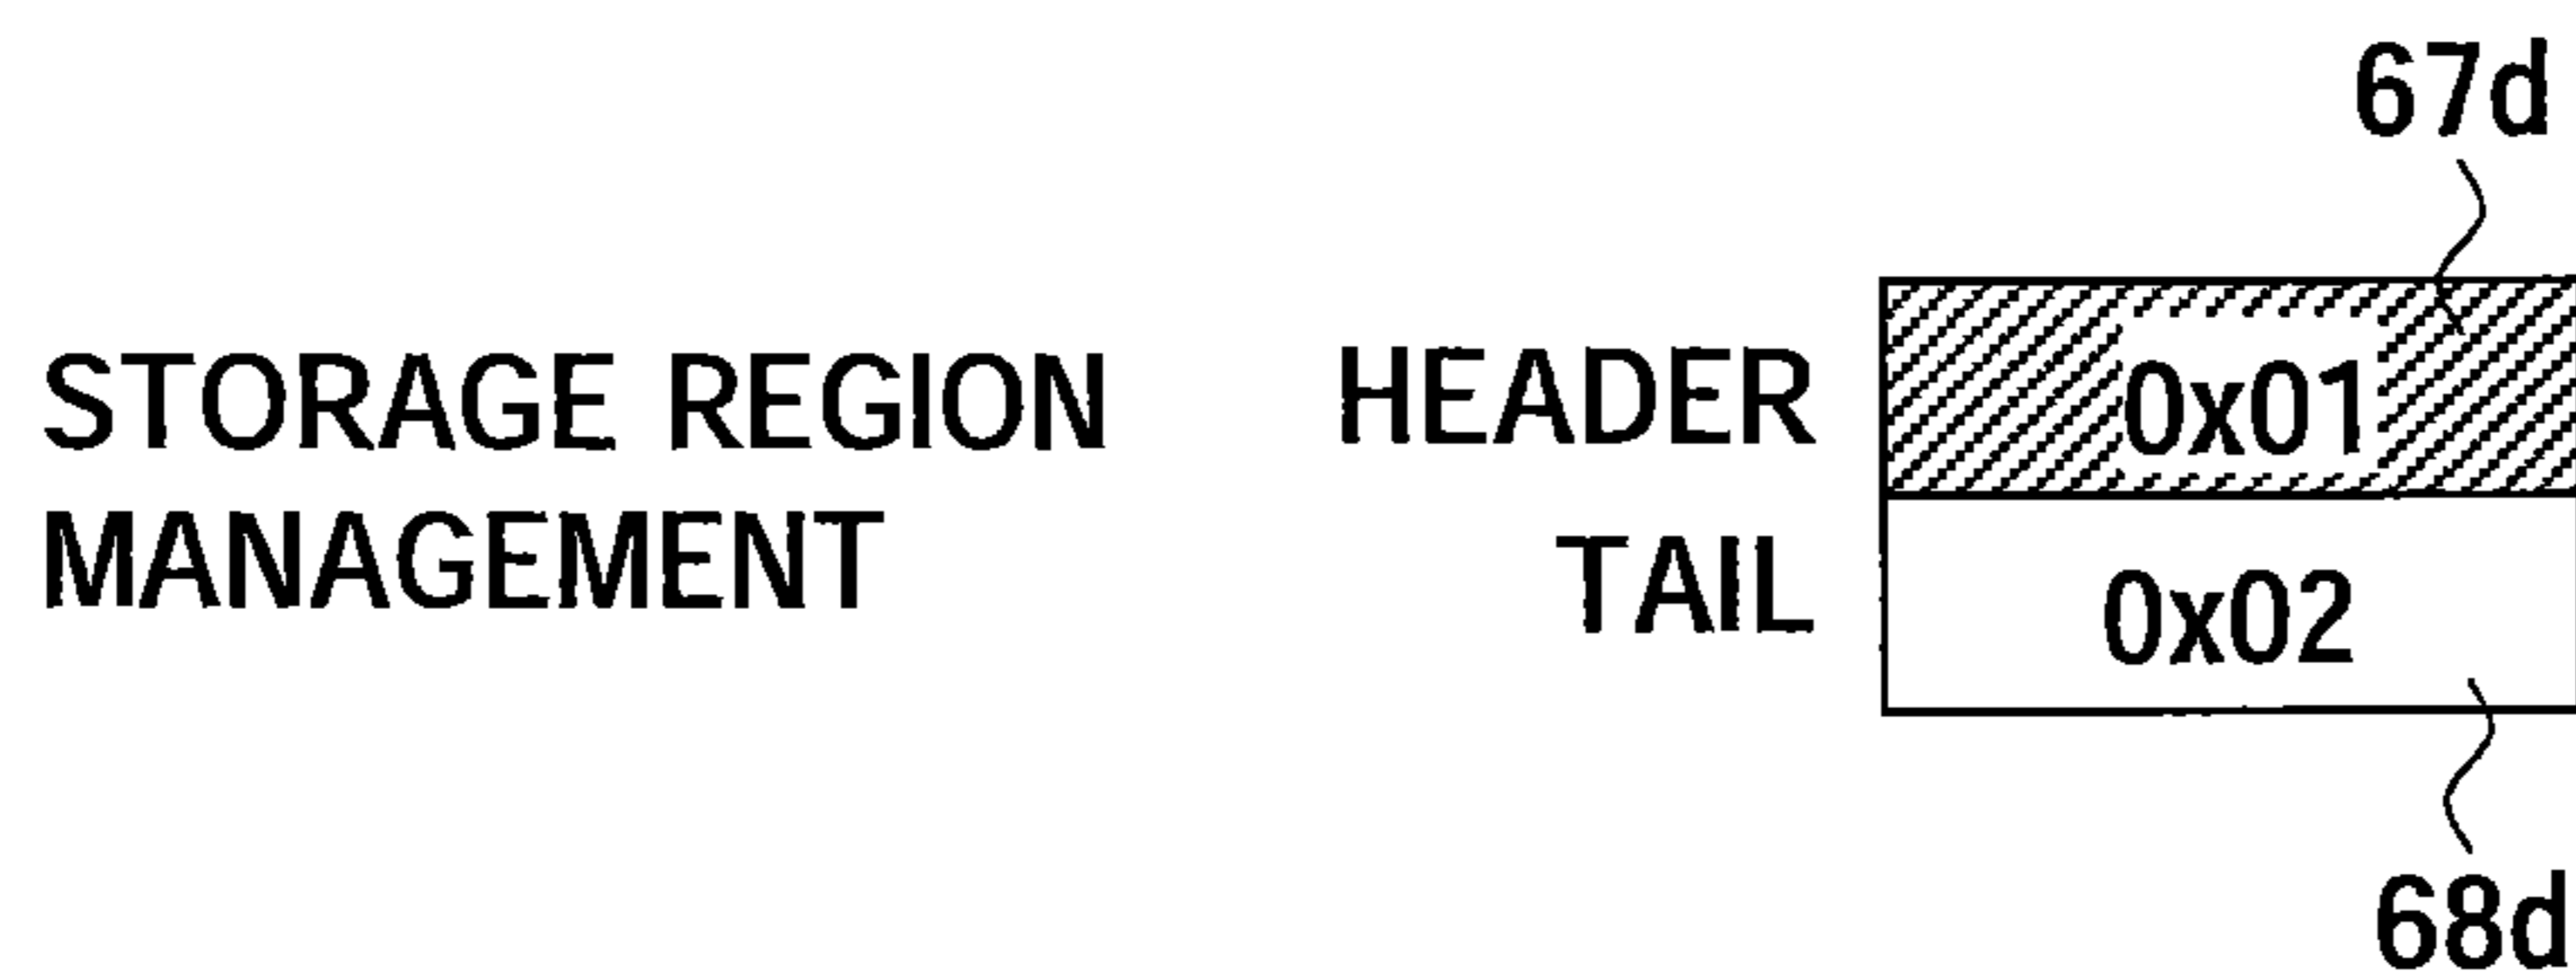 67d
STORAGE REGION
MANAGEMENT
HEADER
0x01
TAIL
0x02
68d